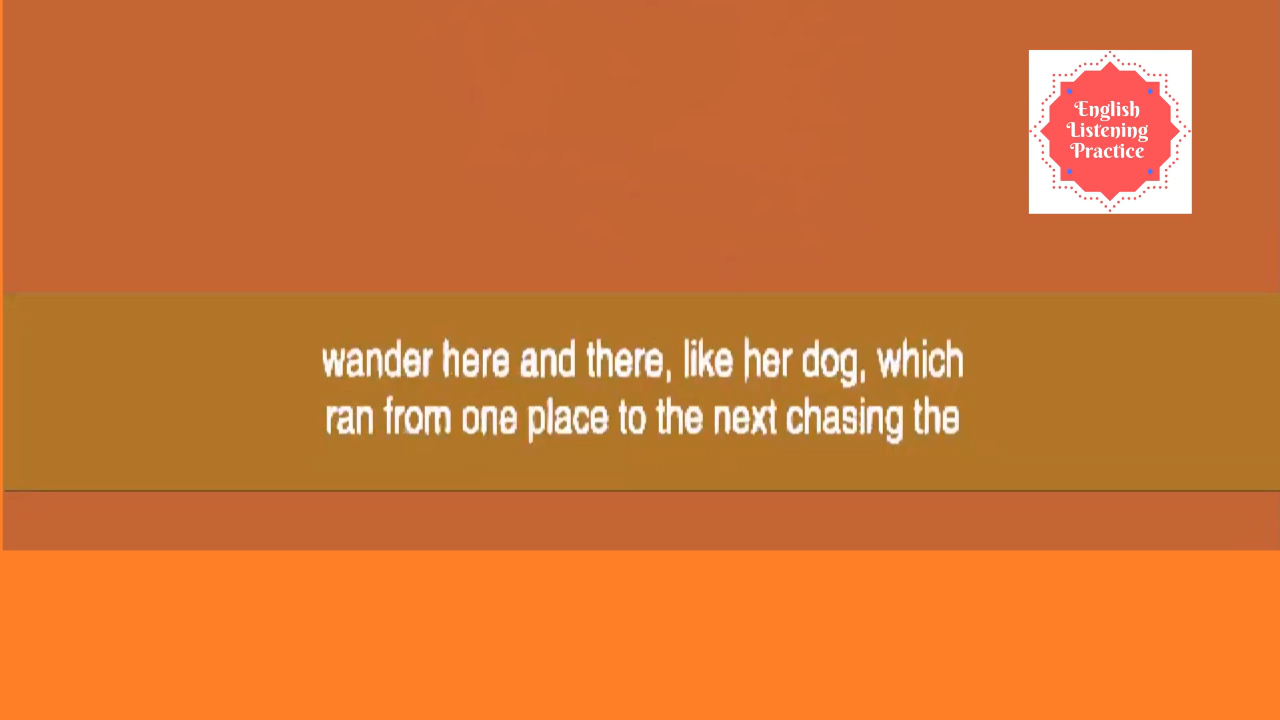 English
Listening
Practice
wander here and there, like her dog, which
ran from one place to the next chasing the